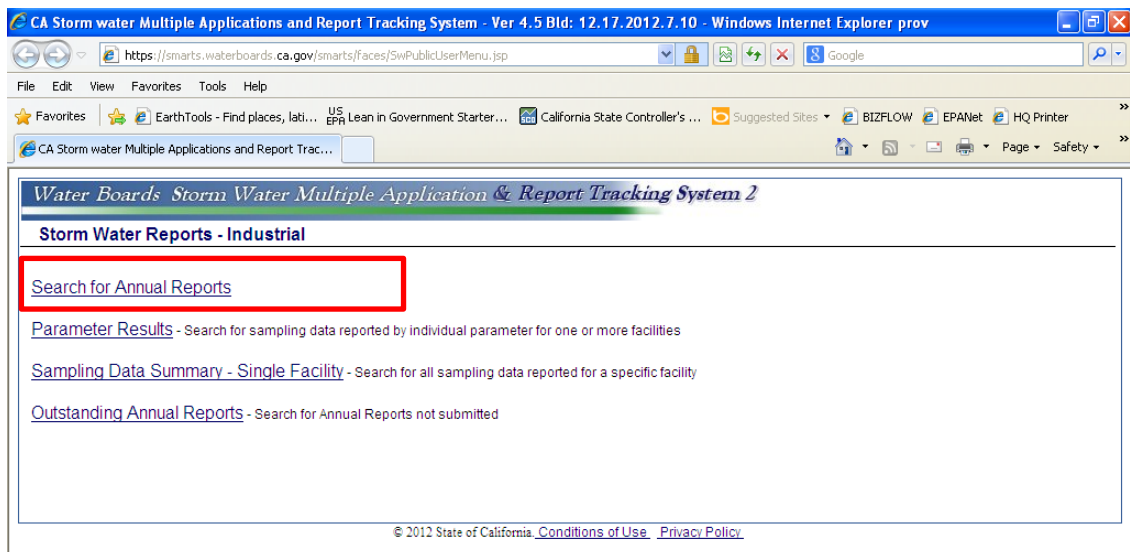 CA Storm water Multiple Applications and Report Tracking System - Ver 4.5 Bld: 12.17.2012.7.10 - Windows Internet Explorer prov
https://smarts.waterboards.ca.gov/smarts/faces/SwPublicUserMenu.jsp Google
File Edit View Favorites Tools Help
Favorites EarthTools - Find places, lati... US EPA Lean in Government Starter... California State Controller's ... Suggested Sites BIZFLOW EPANet HQ Printer »
CA Storm water Multiple Applications and Report Trac... Page Safety »
Water Boards Storm Water Multiple Application & Report Tracking System 2
Storm Water Reports - Industrial
Search for Annual Reports
Parameter Results - Search for sampling data reported by individual parameter for one or more facilities
Sampling Data Summary - Single Facility - Search for all sampling data reported for a specific facility
Outstanding Annual Reports - Search for Annual Reports not submitted
© 2012 State of California. Conditions of Use Privacy Policy